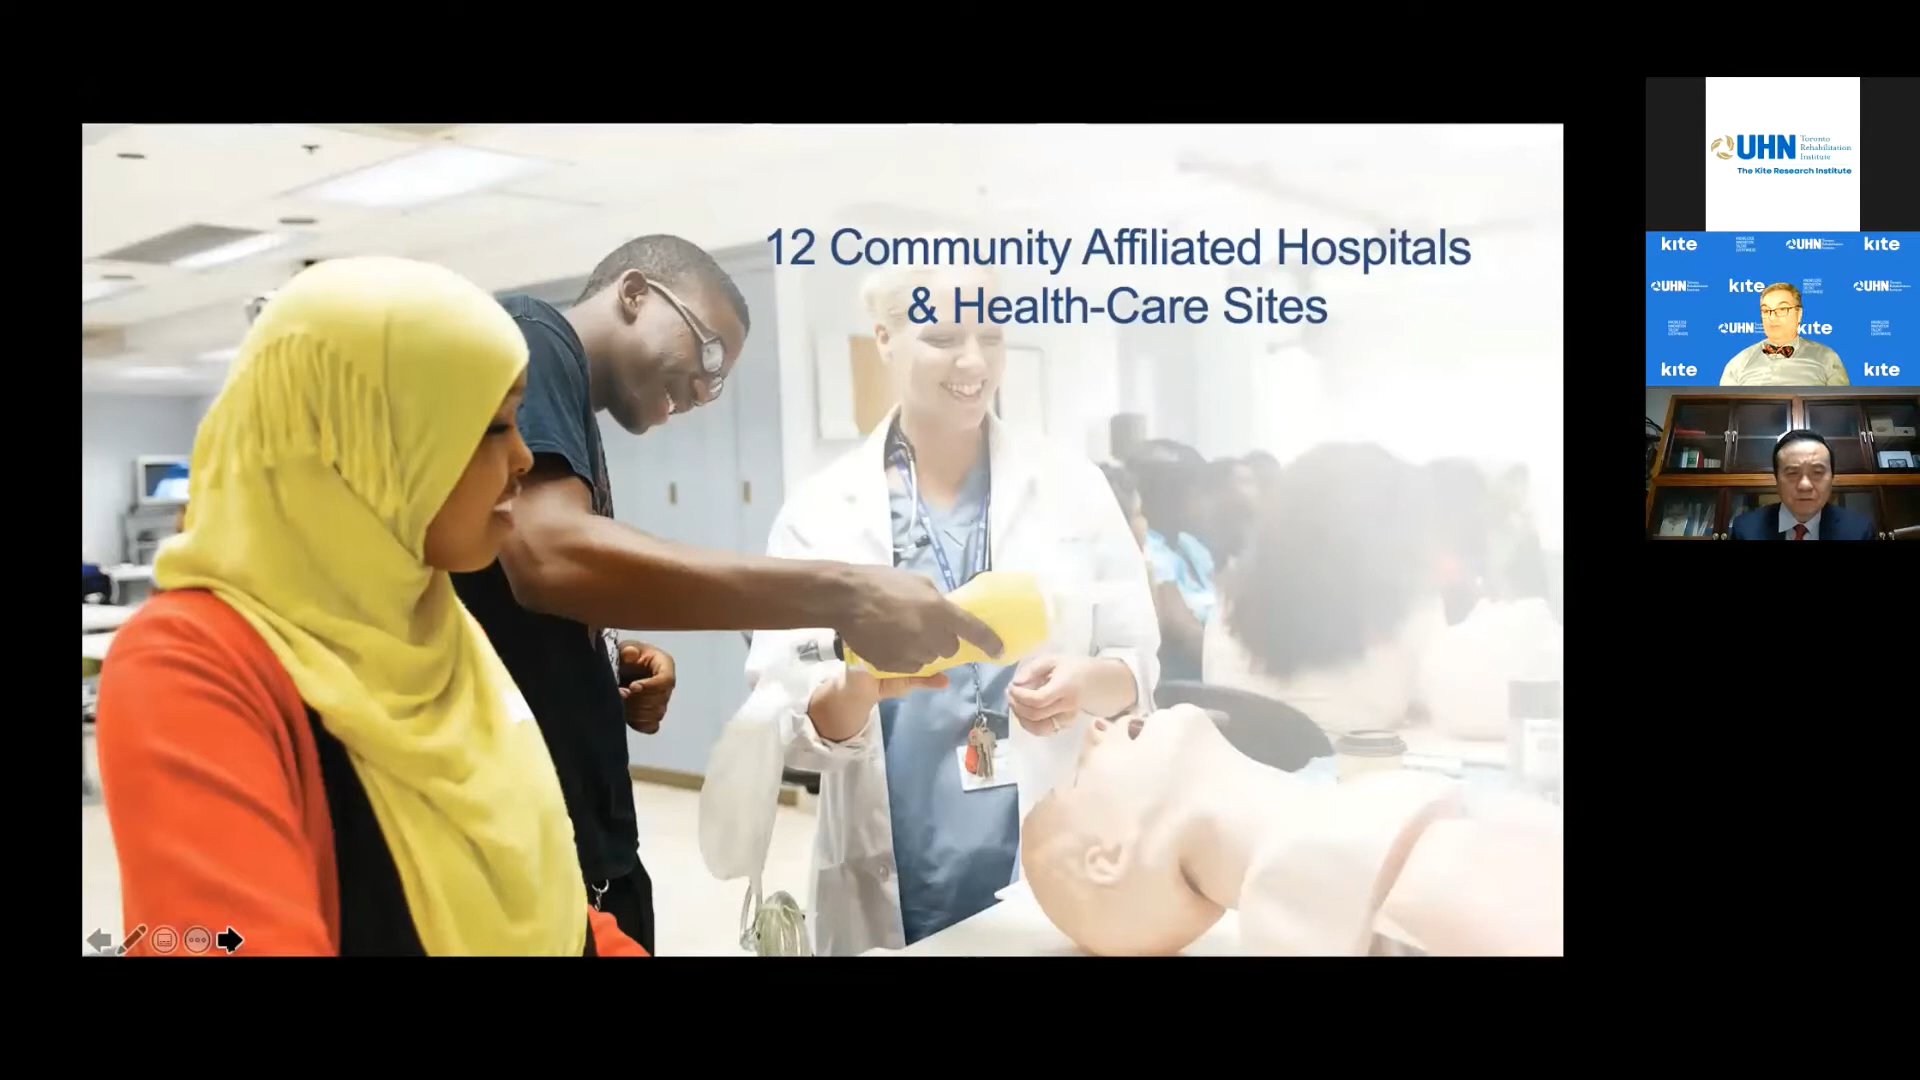 12 Community Affiliated Hospitals
& Health-Care Sites
UHN
Toronto
Rehabilitation
Institute
The Kite Research Institute
kite
UHN
kite
UHN
kite
UHN
UHN
kite
kite
kite